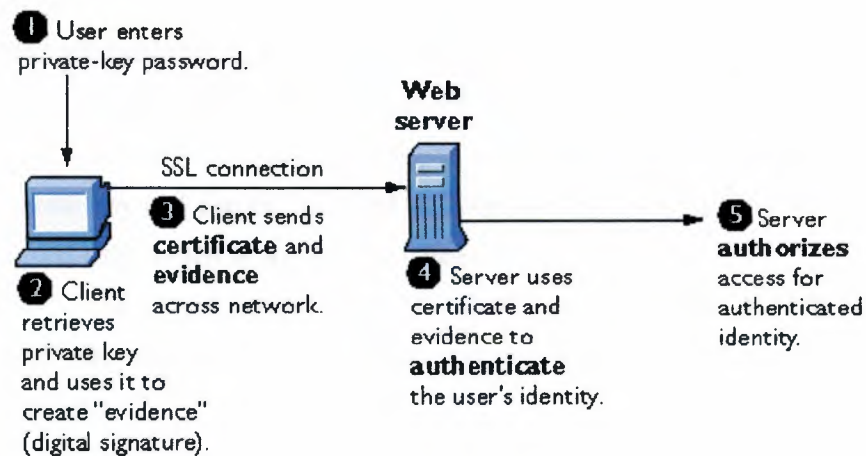 1 User enters
private-key password.
Web
server
SSL connection
3 Client sends
certificate and
evidence
across network.
2 Client
retrieves
private key
and uses it to
create "evidence"
(digital signature).
4 Server uses
certificate and
evidence to
authenticate
the user's identity.
5 Server
authorizes
access for
authenticated
identity.